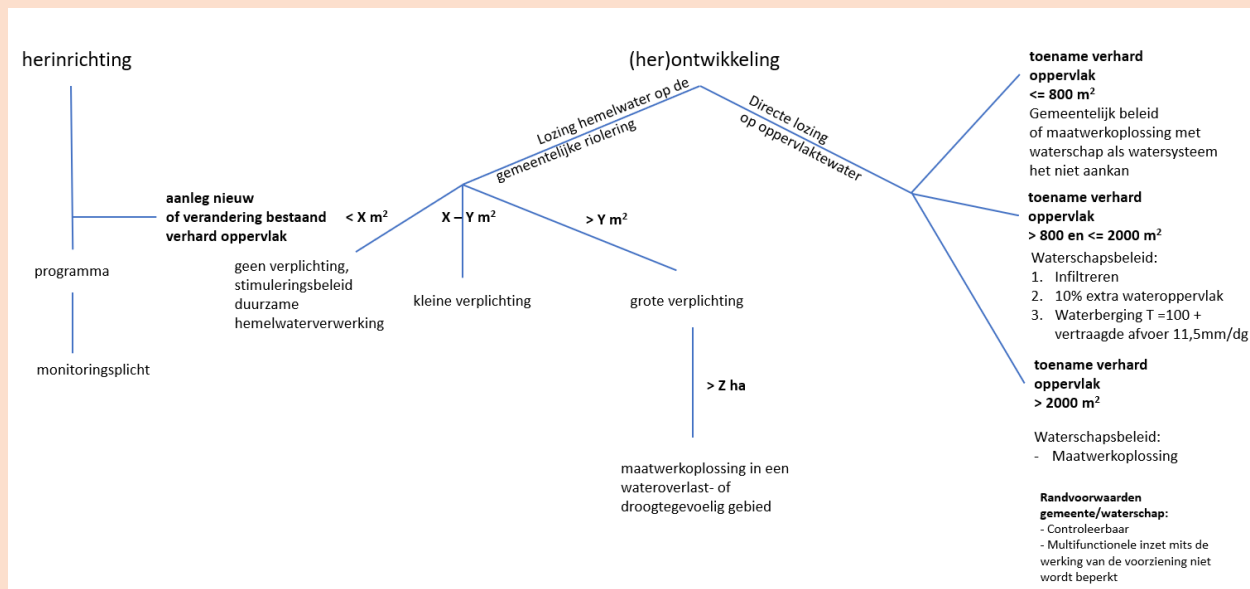 herinrichting
aanleg nieuw
of verandering bestaand
verhard oppervlak
programma
monitoringsplicht
(her)ontwikkeling
Lozing hemelwater op de
gemeentelijke riolering
Directe lozing
op oppervlaktewater
< X m²
X – Y m²
> Y m²
geen verplichting,
stimuleringsbeleid
duurzame
hemelwaterverwerking
kleine verplichting
grote verplichting
> Z ha
maatwerkoplossing in een
wateroverlast- of
droogtegevoelig gebied
toename verhard
oppervlak
<= 800 m²
Gemeentelijk beleid
of maatwerkoplossing met
waterschap als watersysteem
het niet aankan
toename verhard
oppervlak
> 800 en <= 2000 m²
Waterschapsbeleid:
1. Infiltreren
2. 10% extra wateroppervlak
3. Waterberging T =100 +
vertraagde afvoer 11,5mm/dg
toename verhard
oppervlak
> 2000 m²
Waterschapsbeleid:
- Maatwerkoplossing
Randvoorwaarden
gemeente/waterschap:
- Controleerbaar
- Multifunctionele inzet mits de
werking van de voorziening niet
wordt beperkt